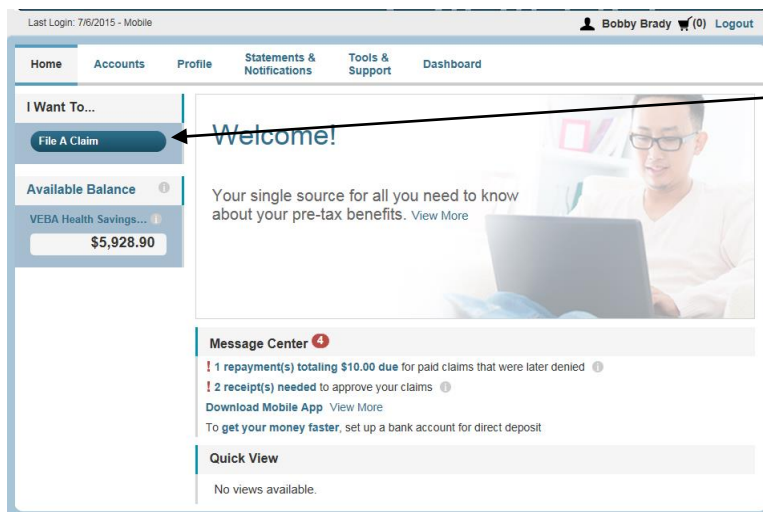 Last Login: 7/6/2015 - Mobile
Bobby Brady (0) Logout
Home Accounts Profile Statements & Notifications Tools & Support Dashboard
I Want To...
File A Claim
Available Balance
VEBA Health Savings...
$5,928.90
Welcome!
Your single source for all you need to know
about your pre-tax benefits. View More
Message Center 4
! 1 repayment(s) totaling $10.00 due for paid claims that were later denied
! 2 receipt(s) needed to approve your claims
Download Mobile App View More
To get your money faster, set up a bank account for direct deposit
Quick View
No views available.